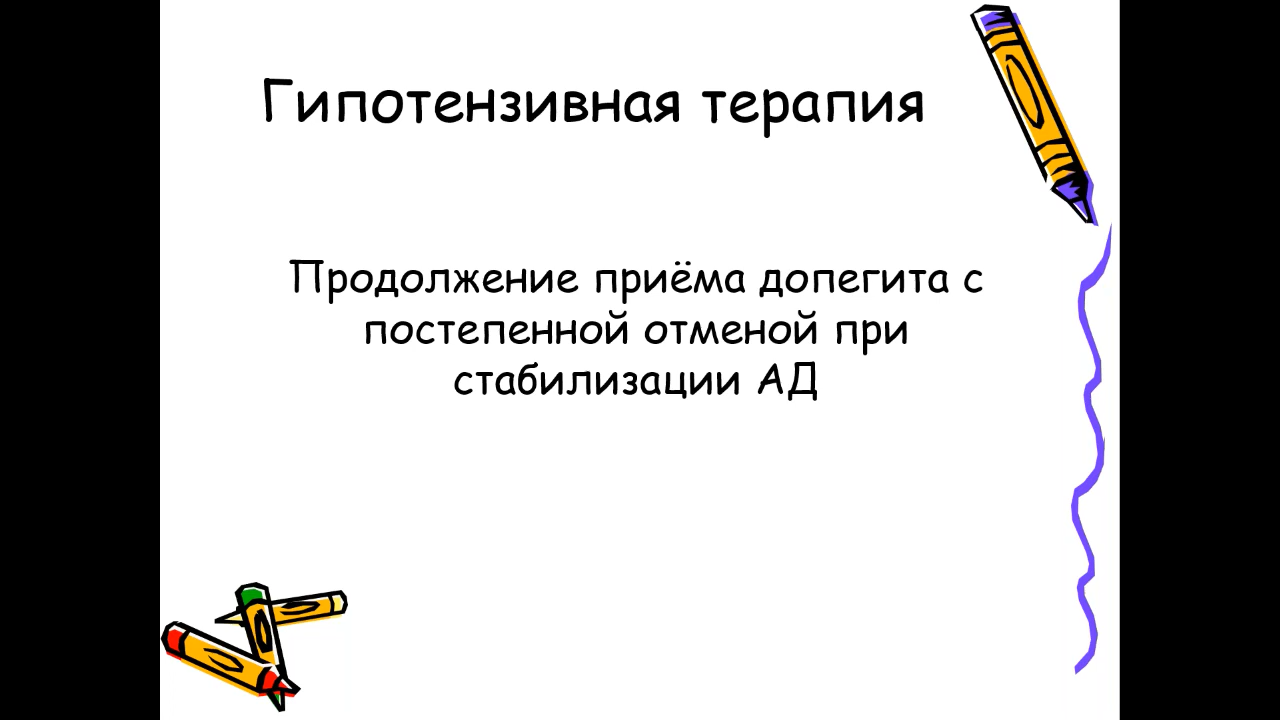 Гипотензивная терапия
Продолжение приёма допегита с
постепенной отменой при
стабилизации АД